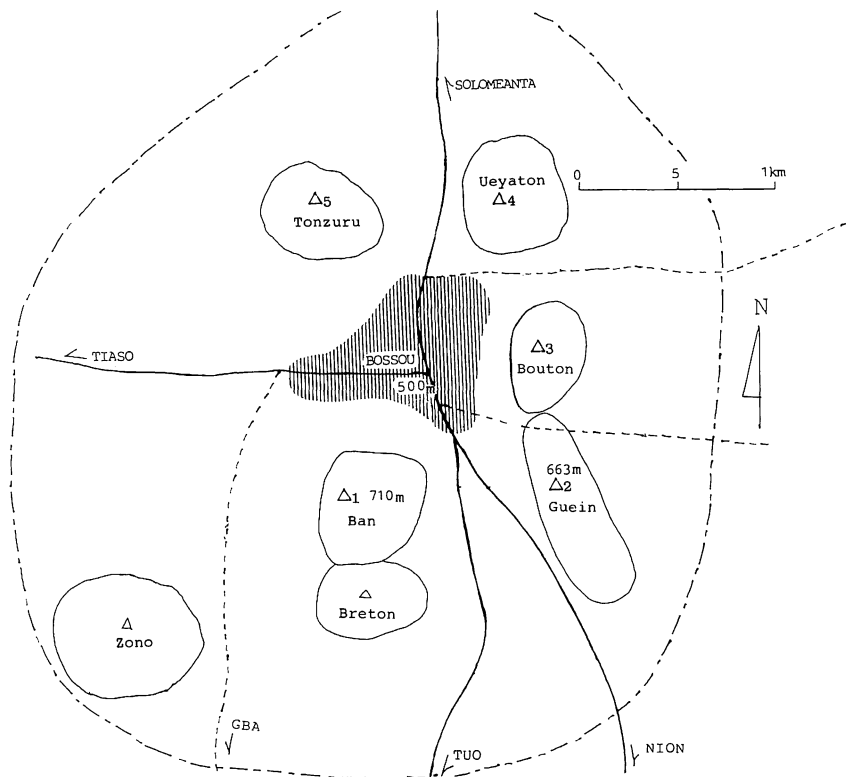 SOLOMEANTA
0 5 1km
Ueyaton
△4
△5
Tonzuru
N
TIASO
BOSSOU
500m
△3
Bouton
663m
△2
Guein
△1 710m
Ban
△
Breton
△
Zono
GBA
TUO
NION